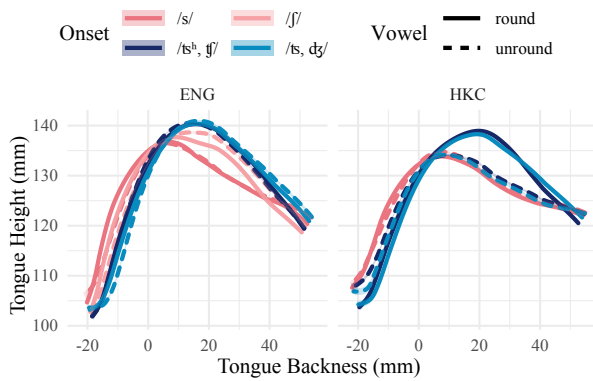 Onset /s/ /ʃ/ Vowel round
/tsʰ, tʃ/ /ts, dʒ/ unround
ENG HKC
Tongue Height (mm)
140
130
120
110
100
-20 0 20 40 -20 0 20 40
Tongue Backness (mm)